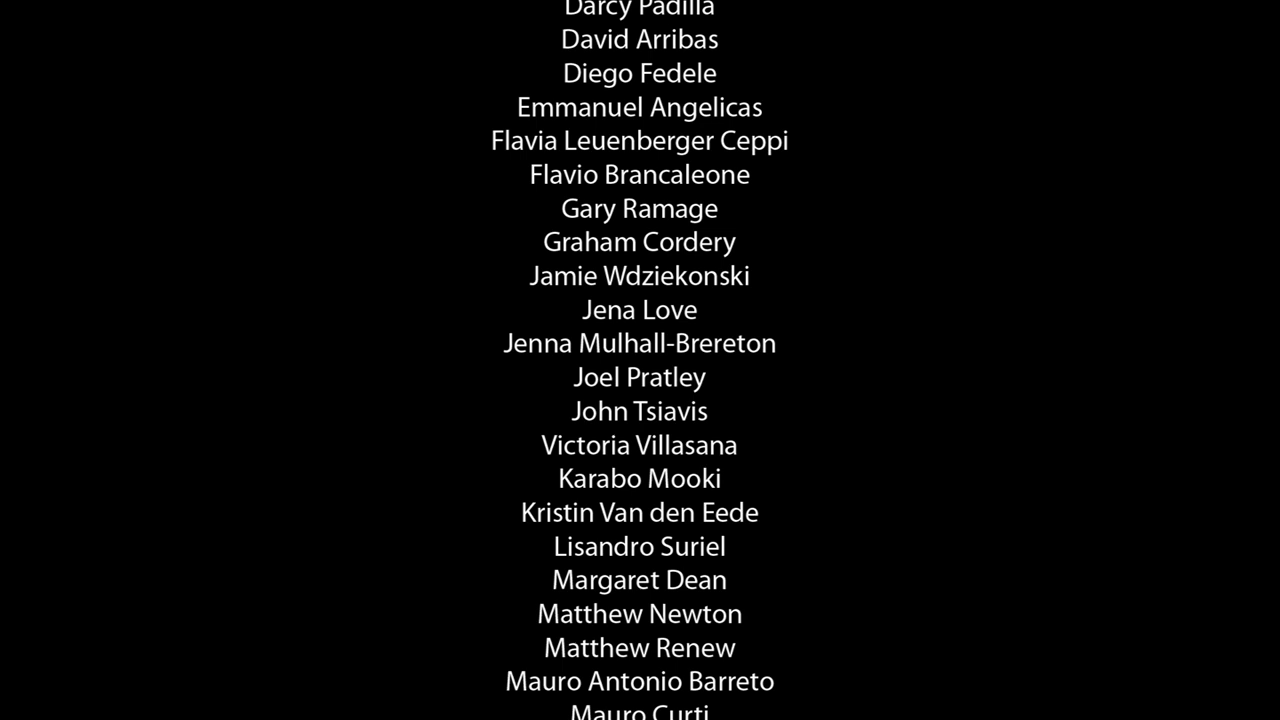 Darcy Padilla
David Arribas
Diego Fedele
Emmanuel Angelicas
Flavia Leuenberger Ceppi
Flavio Brancaleone
Gary Ramage
Graham Cordery
Jamie Wdziekonski
Jena Love
Jenna Mulhall-Brereton
Joel Pratley
John Tsiavis
Victoria Villasana
Karabo Mooki
Kristin Van den Eede
Lisandro Suriel
Margaret Dean
Matthew Newton
Matthew Renew
Mauro Antonio Barreto
Mauro Curti